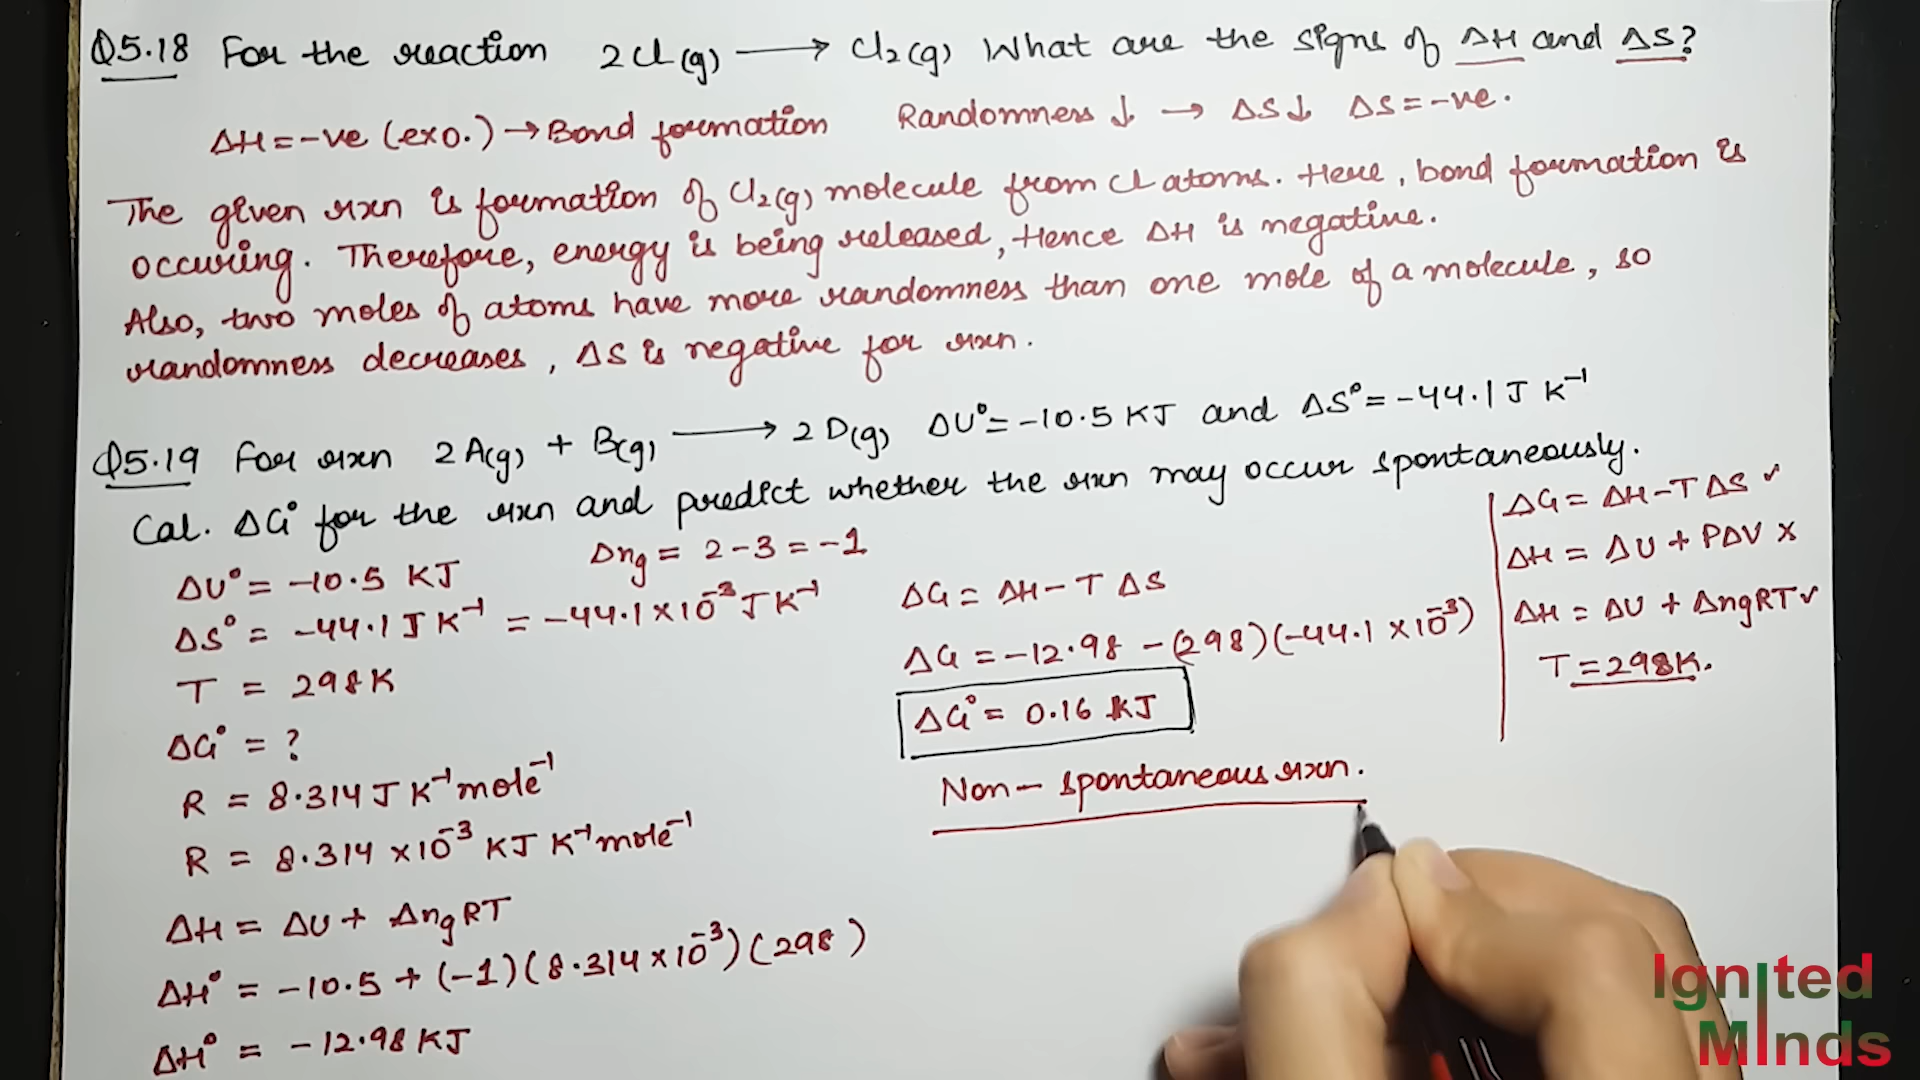 Q5.18 For the reaction 2Cl(g) ⟶ Cl₂(g) What are the signs of ΔH and ΔS?
ΔH = -ve (exo.) → Bond formation Randomness ↓ → ΔS↓ ΔS = -ve.
The given rxn is formation of Cl₂(g) molecule from Cl atoms. Here, bond formation is
occuring. Therefore, energy is being released, Hence ΔH is negative.
Also, two moles of atoms have more randomness than one mole of a molecule, so
randomness decreases, ΔS is negative for rxn.
Q5.19 For rxn 2A(g) + B(g) ⟶ 2D(g) ΔU° = -10.5 KJ and ΔS° = -44.1 J K⁻¹
Cal. ΔG° for the rxn and predict whether the rxn may occur spontaneously.
ΔU° = -10.5 KJ Δng = 2-3 = -1
ΔS° = -44.1 J K⁻¹ = -44.1 × 10⁻³ J K⁻¹
T = 298K
ΔG° = ?
R = 8.314 J K⁻¹ mole⁻¹
R = 8.314 × 10⁻³ KJ K⁻¹ mole⁻¹
ΔH = ΔU + ΔngRT
ΔH° = -10.5 + (-1)(8.314 × 10⁻³)(298)
ΔH° = -12.98 KJ
ΔG = ΔH - T ΔS
ΔG = -12.98 - (298)(-44.1 × 10⁻³)
ΔG° = 0.16 KJ
Non-spontaneous rxn.
ΔG = ΔH - TΔS ✓
ΔH = ΔU + PΔV ×
ΔH = ΔU + ΔngRT ✓
T = 298K.
Ignited
Minds